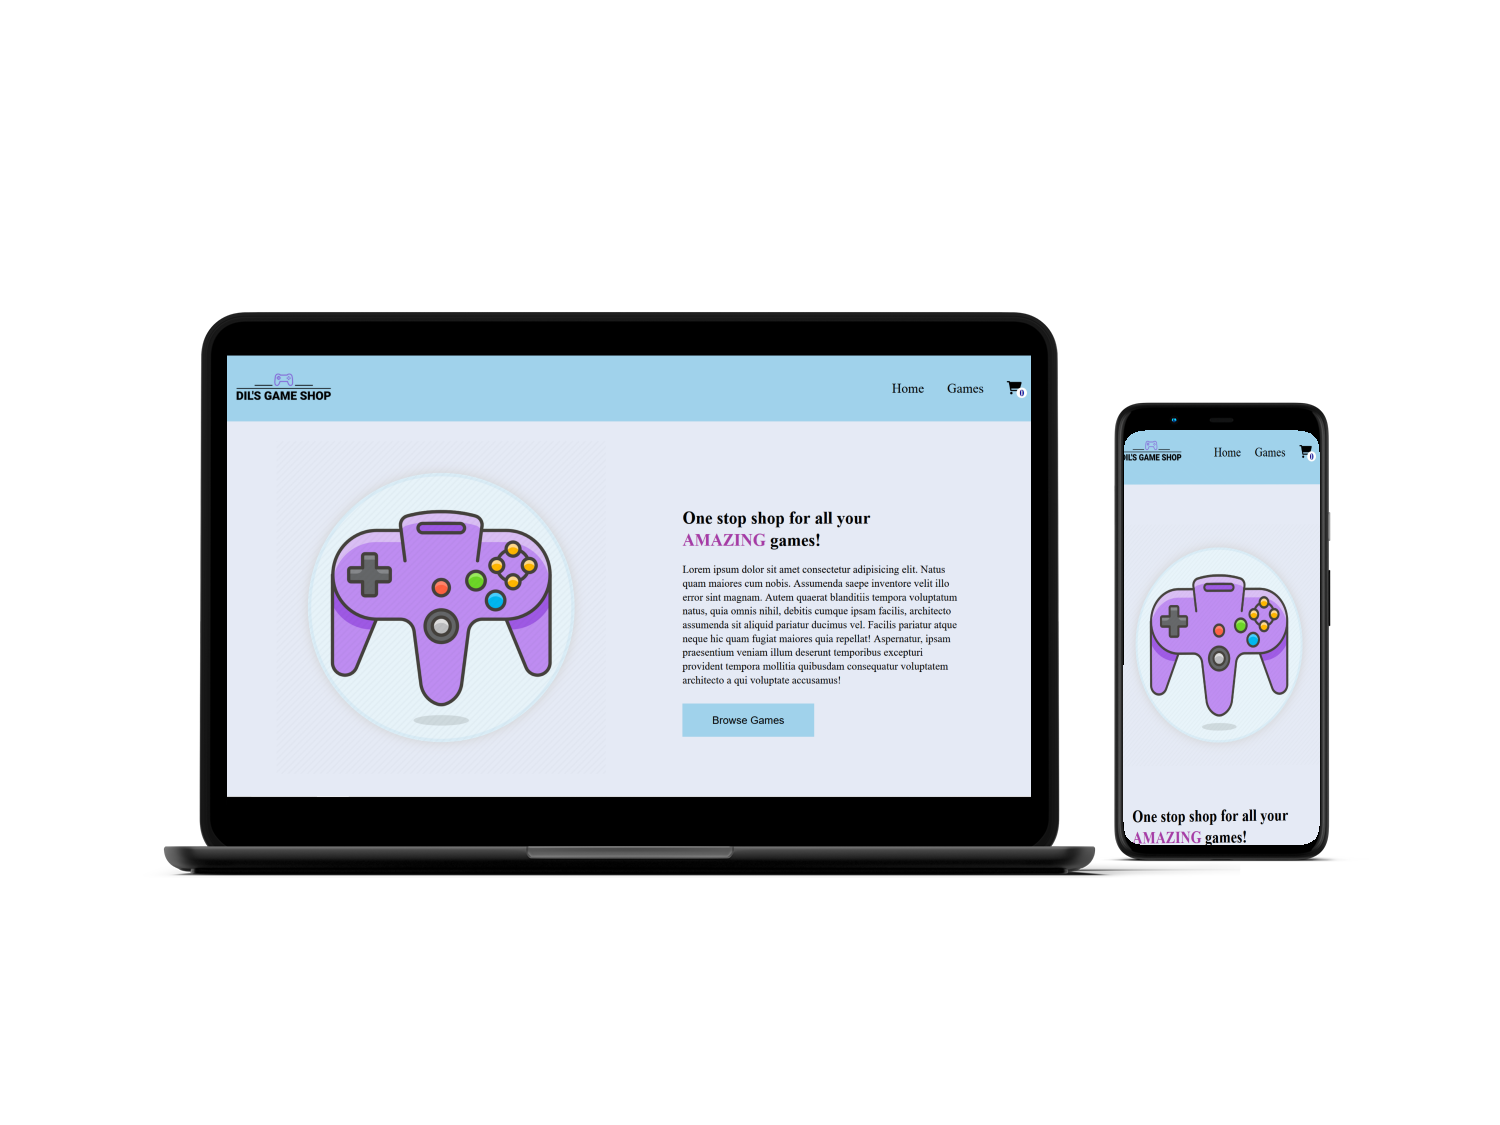 DIL'S GAME SHOP
Home Games 0
One stop shop for all your
AMAZING games!
Lorem ipsum dolor sit amet consectetur adipisicing elit. Natus
quam maiores cum nobis. Assumenda saepe inventore velit illo
error sint magnam. Autem quaerat blanditiis tempora voluptatum
natus, quia omnis nihil, debitis cumque ipsam facilis, architecto
assumenda sit aliquid pariatur ducimus vel. Facilis pariatur atque
neque hic quam fugiat maiores quia repellat! Aspernatur, ipsam
praesentium veniam illum deserunt temporibus excepturi
provident tempora mollitia quibusdam consequatur voluptatem
architecto a qui voluptate accusamus!
Browse Games
DIL'S GAME SHOP
Home Games 0
One stop shop for all your
AMAZING games!